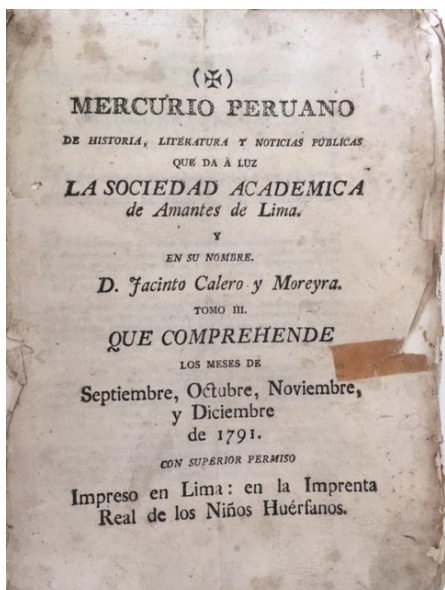 (✠)
MERCURIO PERUANO
DE HISTORIA, LITERATURA Y NOTICIAS PÚBLICAS
QUE DA À LUZ
LA SOCIEDAD ACADEMICA
de Amantes de Lima.
Y
EN SU NOMBRE.
D. Jacinto Calero y Moreyra.
TOMO III.
QUE COMPREHENDE
LOS MESES DE
Septiembre, Octubre, Noviembre,
y Diciembre
de 1791.
CON SUPERIOR PERMISO
Impreso en Lima: en la Imprenta
Real de los Niños Huérfanos.